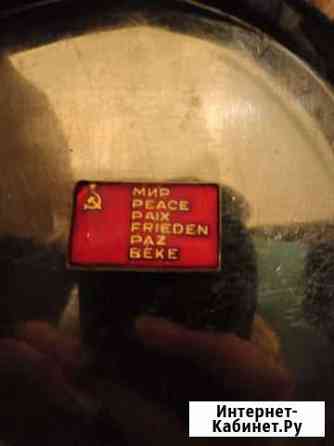 МИР
PEACE
PAIX
FRIEDEN
PAZ
BÉKE
Интернет-
Кабинет.Ру